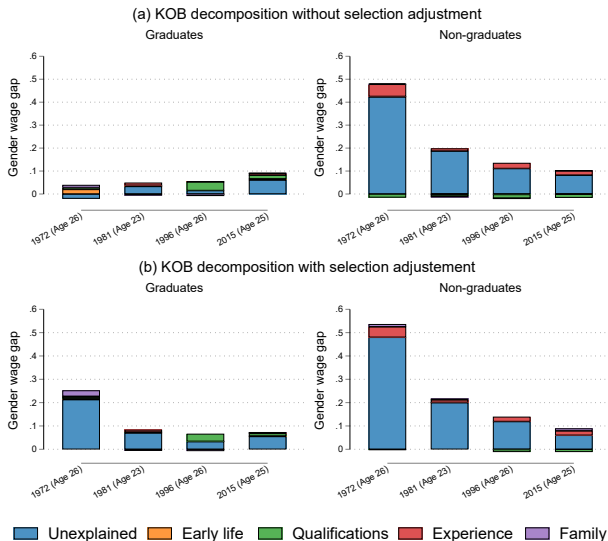 (a) KOB decomposition without selection adjustment
Graduates
Non-graduates
Gender wage gap
.6
.5
.4
.3
.2
.1
0
1972 (Age 26)
1981 (Age 23)
1996 (Age 26)
2015 (Age 25)
.6
.5
.4
.3
.2
.1
0
1972 (Age 26)
1981 (Age 23)
1996 (Age 26)
2015 (Age 25)
(b) KOB decomposition with selection adjustement
Graduates
Non-graduates
Gender wage gap
.6
.5
.4
.3
.2
.1
0
1972 (Age 26)
1981 (Age 23)
1996 (Age 26)
2015 (Age 25)
.6
.5
.4
.3
.2
.1
0
1972 (Age 26)
1981 (Age 23)
1996 (Age 26)
2015 (Age 25)
Unexplained Early life Qualifications Experience Family